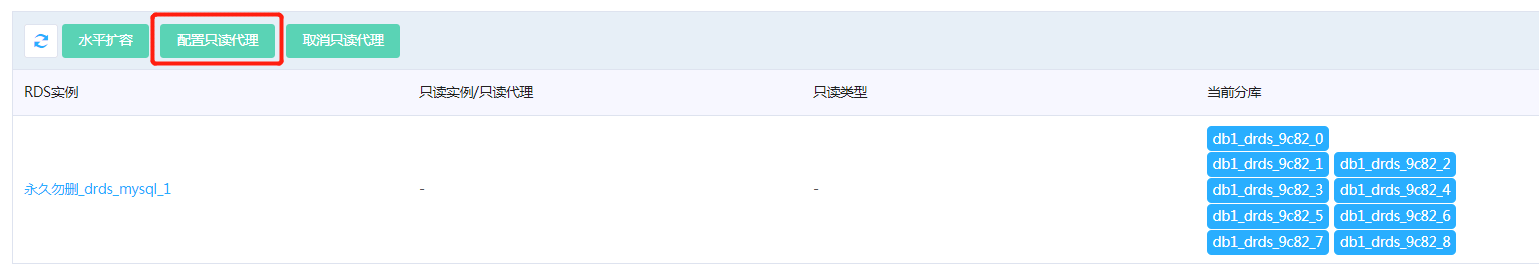 水平扩容 配置只读代理 取消只读代理
RDS实例 只读实例/只读代理 只读类型 当前分库
db1_drds_9c82_0
db1_drds_9c82_1 db1_drds_9c82_2
永久勿删_drds_mysql_1 - - db1_drds_9c82_3 db1_drds_9c82_4
db1_drds_9c82_5 db1_drds_9c82_6
db1_drds_9c82_7 db1_drds_9c82_8